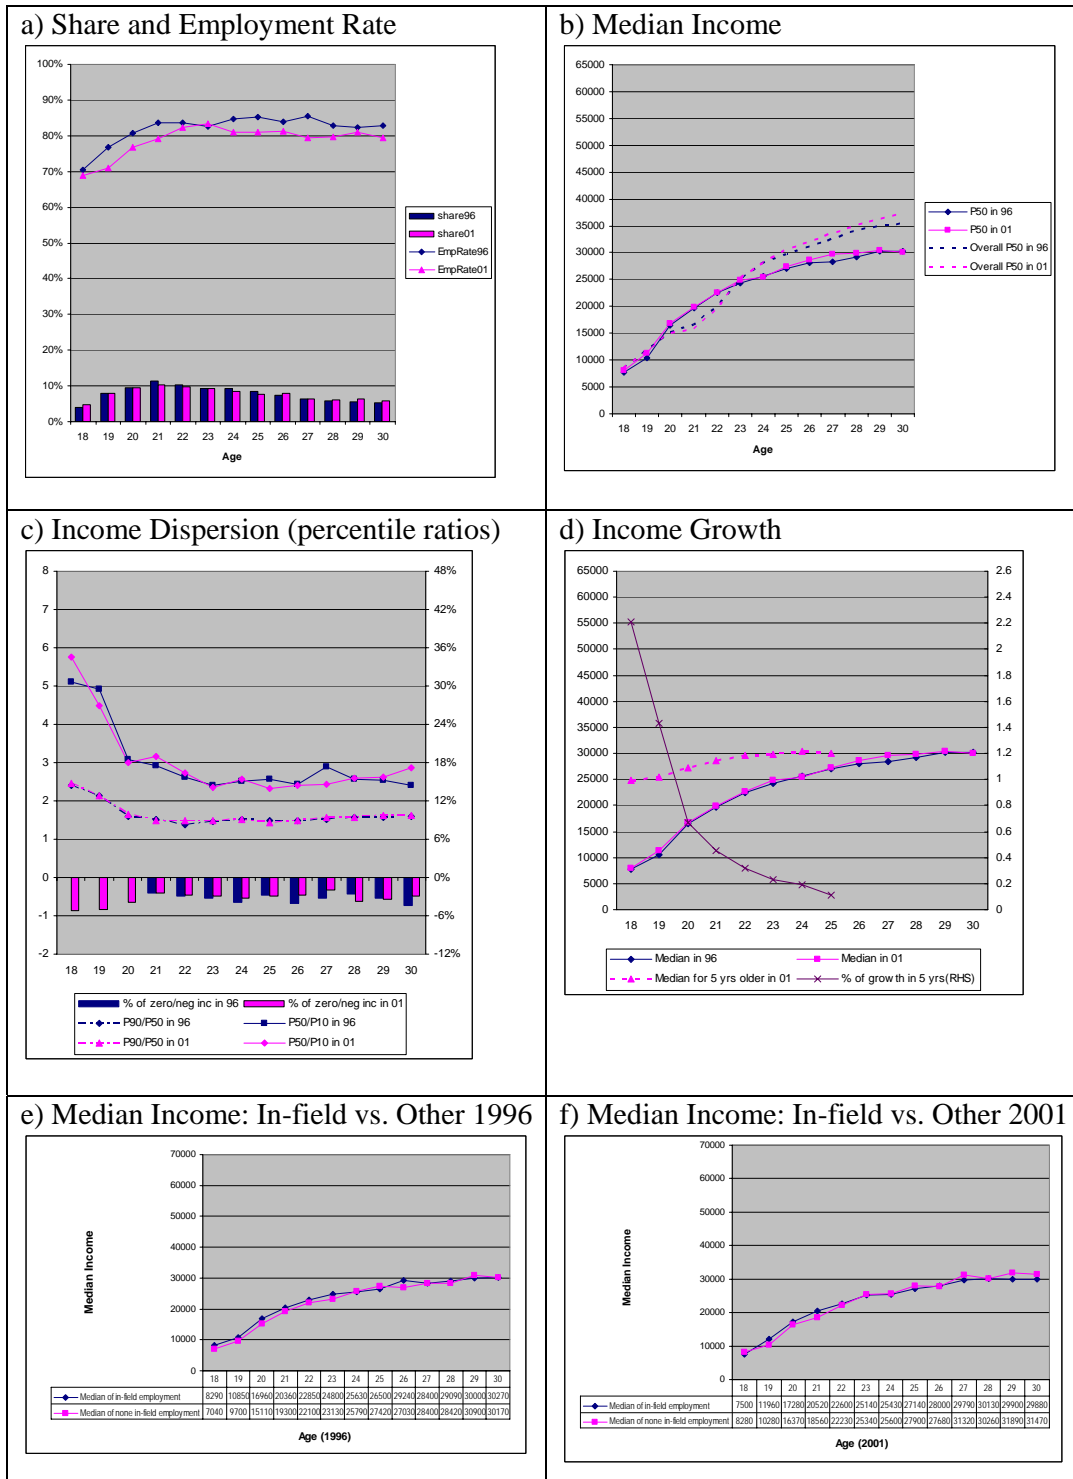 a) Share and Employment Rate
100%
90%
80%
70%
60%
50%
40%
30%
20%
10%
0%
18 19 20 21 22 23 24 25 26 27 28 29 30
Age
share96
share01
EmpRate96
EmpRate01
b) Median Income
65000
60000
55000
50000
45000
40000
35000
30000
25000
20000
15000
10000
5000
0
18 19 20 21 22 23 24 25 26 27 28 29 30
Age
P50 in 96
P50 in 01
Overall P50 in 96
Overall P50 in 01
c) Income Dispersion (percentile ratios)
8 48%
7 42%
6 36%
5 30%
4 24%
3 18%
2 12%
1 6%
0 0%
-1 -6%
-2 -12%
18 19 20 21 22 23 24 25 26 27 28 29 30
% of zero/neg inc in 96 % of zero/neg inc in 01
P90/P50 in 96 P50/P10 in 96
P90/P50 in 01 P50/P10 in 01
d) Income Growth
65000 2.6
60000 2.4
55000 2.2
50000 2
45000 1.8
40000 1.6
35000 1.4
30000 1.2
25000 1
20000 0.8
15000 0.6
10000 0.4
5000 0.2
0 0
18 19 20 21 22 23 24 25 26 27 28 29 30
Median in 96 Median in 01
Median for 5 yrs older in 01 % of growth in 5 yrs(RHS)
e) Median Income: In-field vs. Other 1996
Median Income
70000
60000
50000
40000
30000
20000
10000
0
18 19 20 21 22 23 24 25 26 27 28 29 30
Median of in-field employment 8290 10850 16960 20360 22850 24800 25630 26500 29240 28400 29090 30000 30270
Median of none in-field employment 7040 9700 15110 19300 22100 23130 25790 27420 27030 28400 28420 30900 30170
Age (1996)
f) Median Income: In-field vs. Other 2001
Median Income
70000
60000
50000
40000
30000
20000
10000
0
18 19 20 21 22 23 24 25 26 27 28 29 30
Median of in-field employment 7500 11960 17280 20520 22600 25140 25430 27140 28000 29790 30130 29900 29880
Median of none in-field employment 8280 10280 16370 18560 22230 25340 25600 27900 27680 31320 30260 31890 31470
Age (2001)